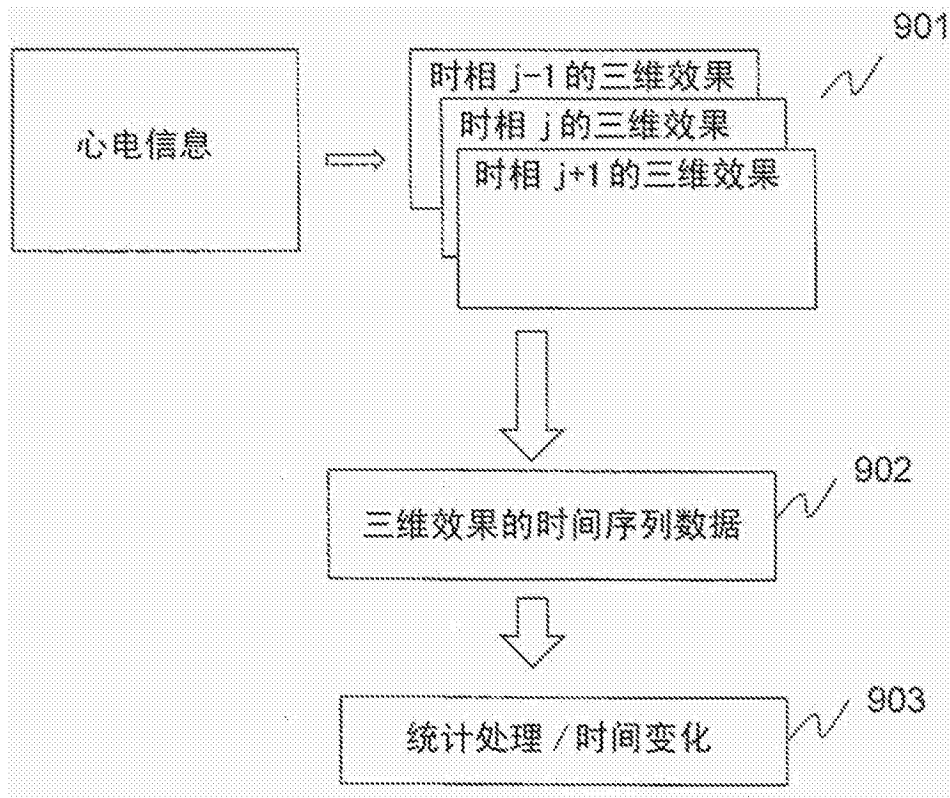 901
心电信息
时相 j-1 的三维效果
时相 j 的三维效果
时相 j+1 的三维效果
902
三维效果的时间序列数据
903
统计处理/时间变化